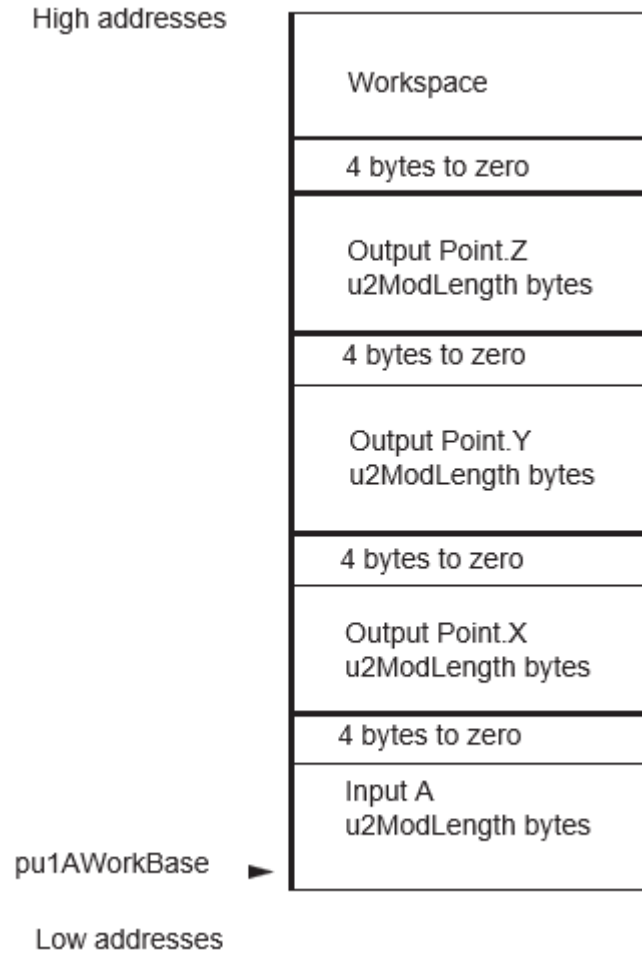 High addresses
Workspace
4 bytes to zero
Output Point.Z
u2ModLength bytes
4 bytes to zero
Output Point.Y
u2ModLength bytes
4 bytes to zero
Output Point.X
u2ModLength bytes
4 bytes to zero
Input A
u2ModLength bytes
pu1AWorkBase
Low addresses